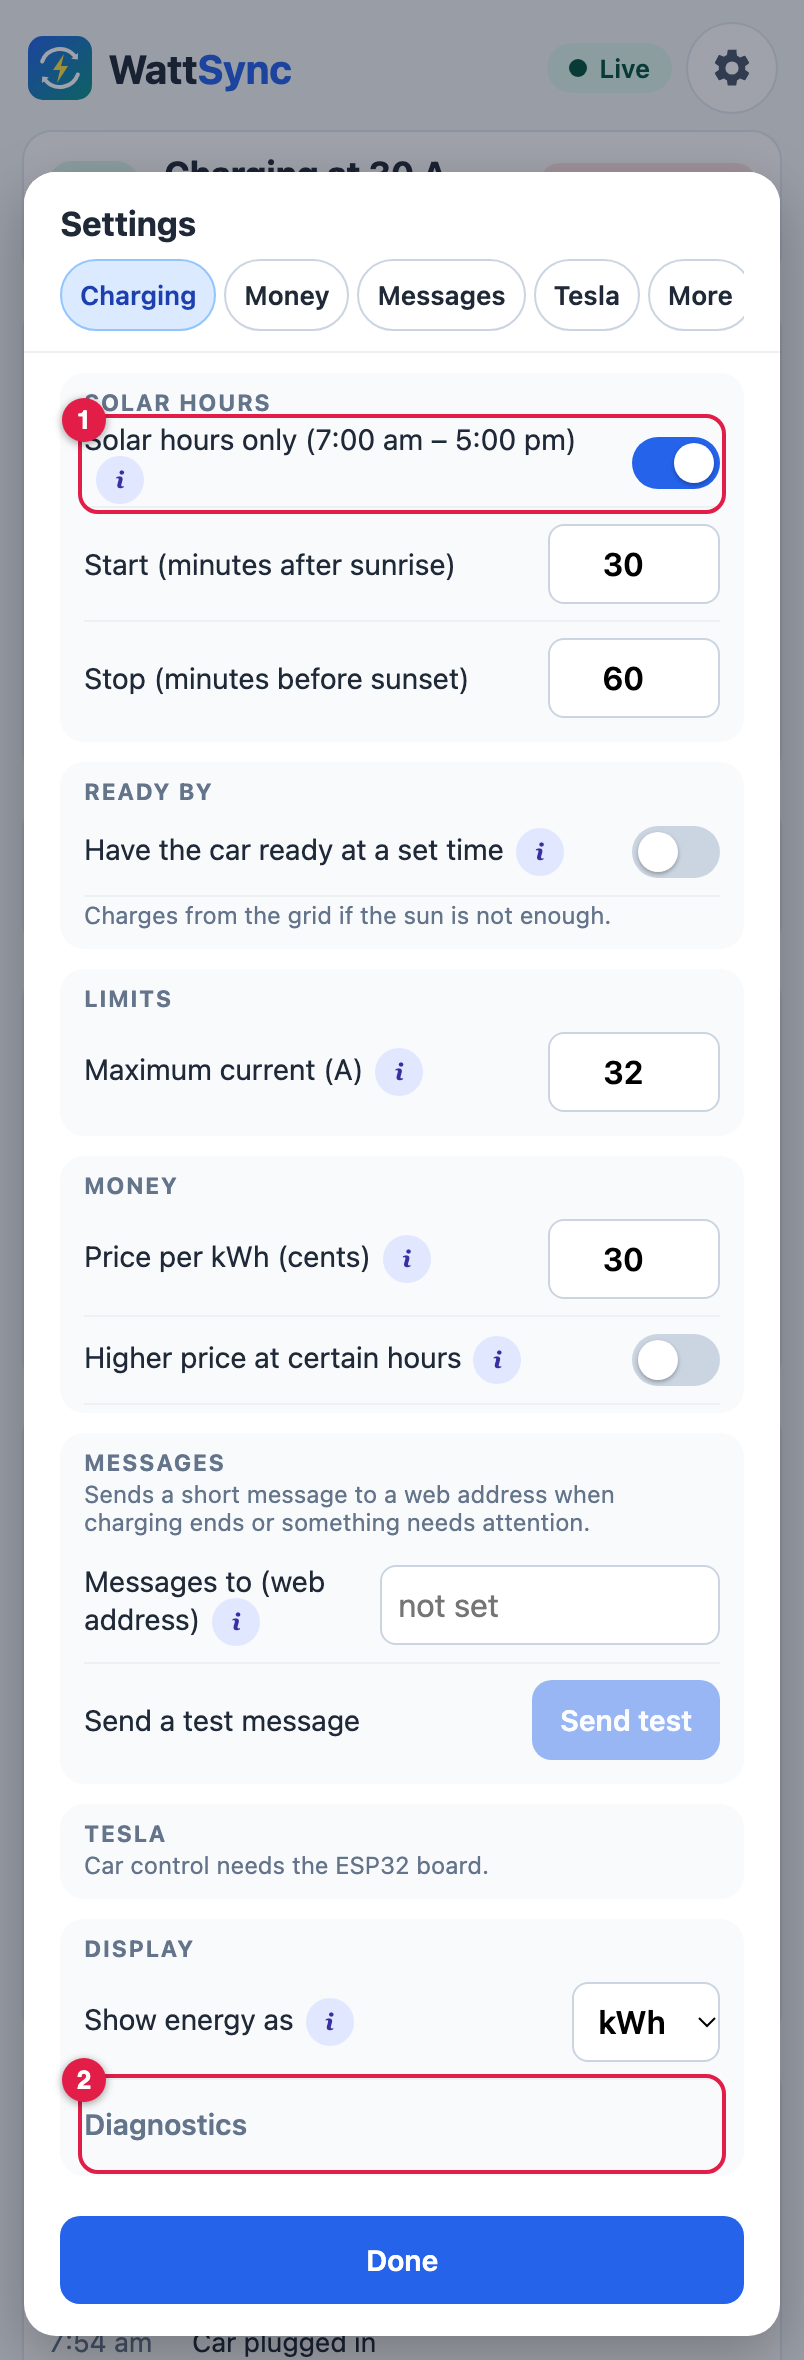 WattSync
Live
Charging at 30 A
Settings
Charging
Money
Messages
Tesla
More
SOLAR HOURS
1
Solar hours only (7:00 am – 5:00 pm)
i
Start (minutes after sunrise)
30
Stop (minutes before sunset)
60
READY BY
Have the car ready at a set time
i
Charges from the grid if the sun is not enough.
LIMITS
Maximum current (A)
i
32
MONEY
Price per kWh (cents)
i
30
Higher price at certain hours
i
MESSAGES
Sends a short message to a web address when
charging ends or something needs attention.
Messages to (web
address)
i
not set
Send a test message
Send test
TESLA
Car control needs the ESP32 board.
DISPLAY
Show energy as
i
kWh
2
Diagnostics
Done
7:54 am
Car plugged in